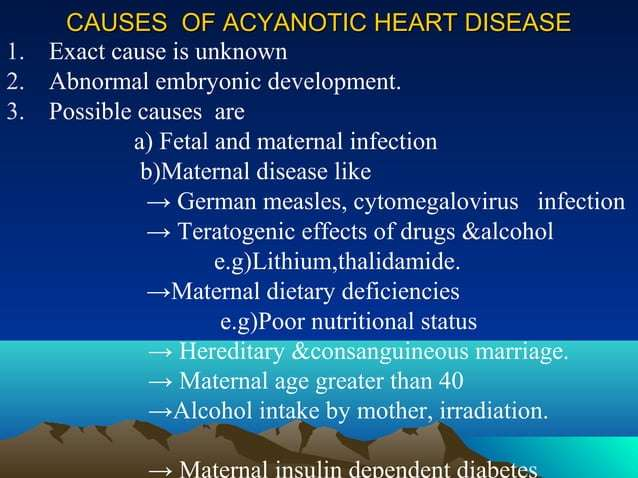 CAUSES OF ACYANOTIC HEART DISEASE
1. Exact cause is unknown
2. Abnormal embryonic development.
3. Possible causes are
a) Fetal and maternal infection
b)Maternal disease like
→ German measles, cytomegalovirus infection
→ Teratogenic effects of drugs &alcohol
e.g)Lithium,thalidamide.
→Maternal dietary deficiencies
e.g)Poor nutritional status
→ Hereditary &consanguineous marriage.
→ Maternal age greater than 40
→Alcohol intake by mother, irradiation.
→ Maternal insulin dependent diabetes